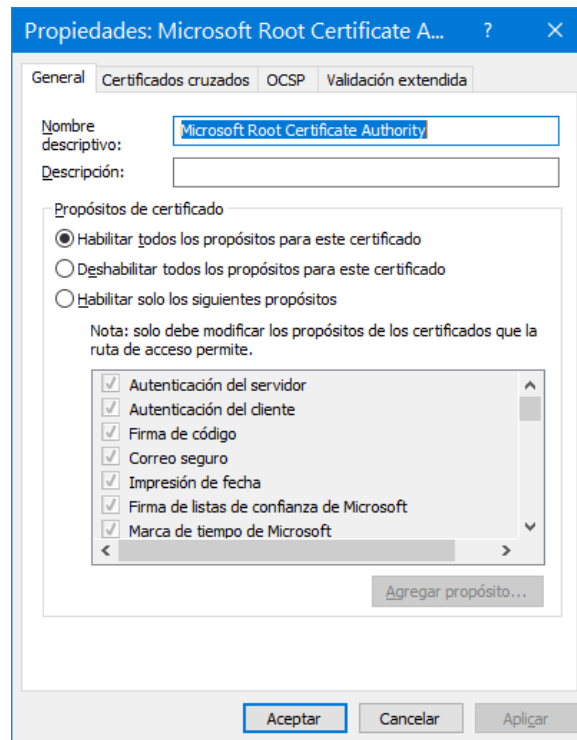 Propiedades: Microsoft Root Certificate A...
General
Certificados cruzados
OCSP
Validación extendida
Nombre
descriptivo:
Microsoft Root Certificate Authority
Descripción:
Propósitos de certificado
Habilitar todos los propósitos para este certificado
Deshabilitar todos los propósitos para este certificado
Habilitar solo los siguientes propósitos
Nota: solo debe modificar los propósitos de los certificados que la
ruta de acceso permite.
Autenticación del servidor
Autenticación del cliente
Firma de código
Correo seguro
Impresión de fecha
Firma de listas de confianza de Microsoft
Marca de tiempo de Microsoft
Agregar propósito...
Aceptar
Cancelar
Aplicar